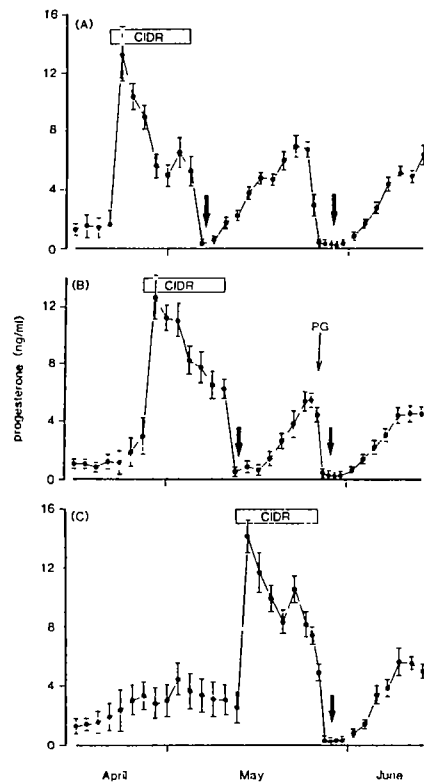 16
(A)
CIDR
12
8
4
0
(B)
CIDR
12
PG
8
4
0
progesterone (ng/ml)
16
(C)
CIDR
12
8
4
0
April May June